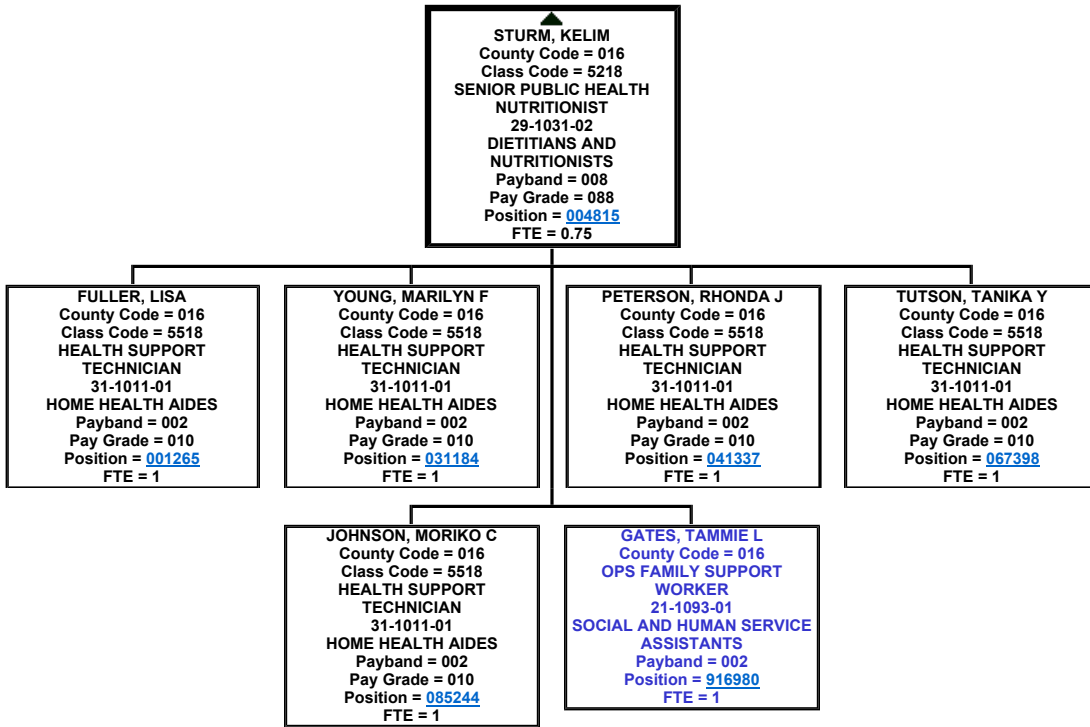 STURM, KELIM
County Code = 016
Class Code = 5218
SENIOR PUBLIC HEALTH
NUTRITIONIST
29-1031-02
DIETITIANS AND
NUTRITIONISTS
Payband = 008
Pay Grade = 088
Position = 004815
FTE = 0.75
FULLER, LISA
County Code = 016
Class Code = 5518
HEALTH SUPPORT
TECHNICIAN
31-1011-01
HOME HEALTH AIDES
Payband = 002
Pay Grade = 010
Position = 001265
FTE = 1
YOUNG, MARILYN F
County Code = 016
Class Code = 5518
HEALTH SUPPORT
TECHNICIAN
31-1011-01
HOME HEALTH AIDES
Payband = 002
Pay Grade = 010
Position = 031184
FTE = 1
PETERSON, RHONDA J
County Code = 016
Class Code = 5518
HEALTH SUPPORT
TECHNICIAN
31-1011-01
HOME HEALTH AIDES
Payband = 002
Pay Grade = 010
Position = 041337
FTE = 1
TUTSON, TANIKA Y
County Code = 016
Class Code = 5518
HEALTH SUPPORT
TECHNICIAN
31-1011-01
HOME HEALTH AIDES
Payband = 002
Pay Grade = 010
Position = 067398
FTE = 1
JOHNSON, MORIKO C
County Code = 016
Class Code = 5518
HEALTH SUPPORT
TECHNICIAN
31-1011-01
HOME HEALTH AIDES
Payband = 002
Pay Grade = 010
Position = 085244
FTE = 1
GATES, TAMMIE L
County Code = 016
OPS FAMILY SUPPORT
WORKER
21-1093-01
SOCIAL AND HUMAN SERVICE
ASSISTANTS
Payband = 002
Position = 916980
FTE = 1